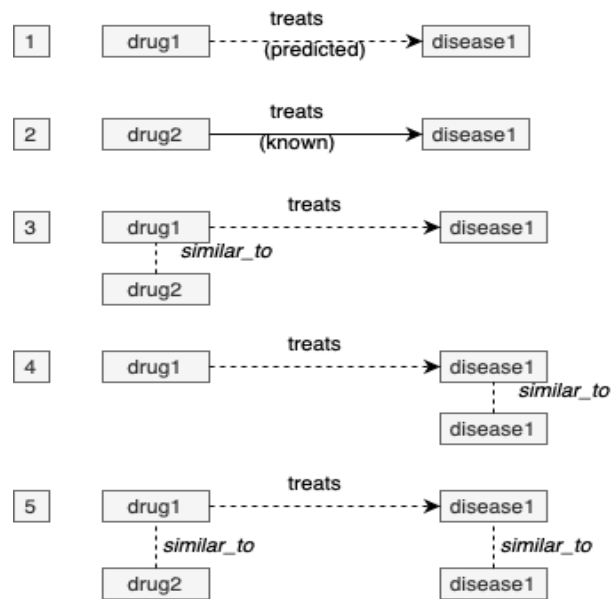 treats
1 drug1 disease1
(predicted)
treats
2 drug2 disease1
(known)
treats
3 drug1 disease1
similar_to
drug2
treats
4 drug1 disease1
similar_to
disease1
treats
5 drug1 disease1
similar_to similar_to
drug2 disease1